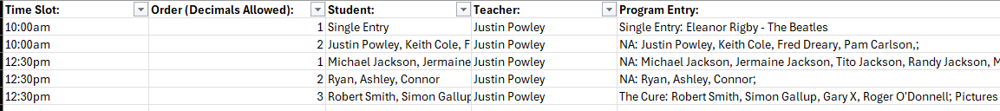 Time Slot: Order (Decimals Allowed): Student: Teacher: Program Entry:
10:00am 1 Single Entry Justin Powley Single Entry: Eleanor Rigby - The Beatles
10:00am 2 Justin Powley, Keith Cole, F Justin Powley NA: Justin Powley, Keith Cole, Fred Dreary, Pam Carlson,;
12:30pm 1 Michael Jackson, Jermaine Justin Powley NA: Michael Jackson, Jermaine Jackson, Tito Jackson, Randy Jackson, M
12:30pm 2 Ryan, Ashley, Connor Justin Powley NA: Ryan, Ashley, Connor;
12:30pm 3 Robert Smith, Simon Gallup Justin Powley The Cure: Robert Smith, Simon Gallup, Gary X, Roger O'Donnell; Pictures